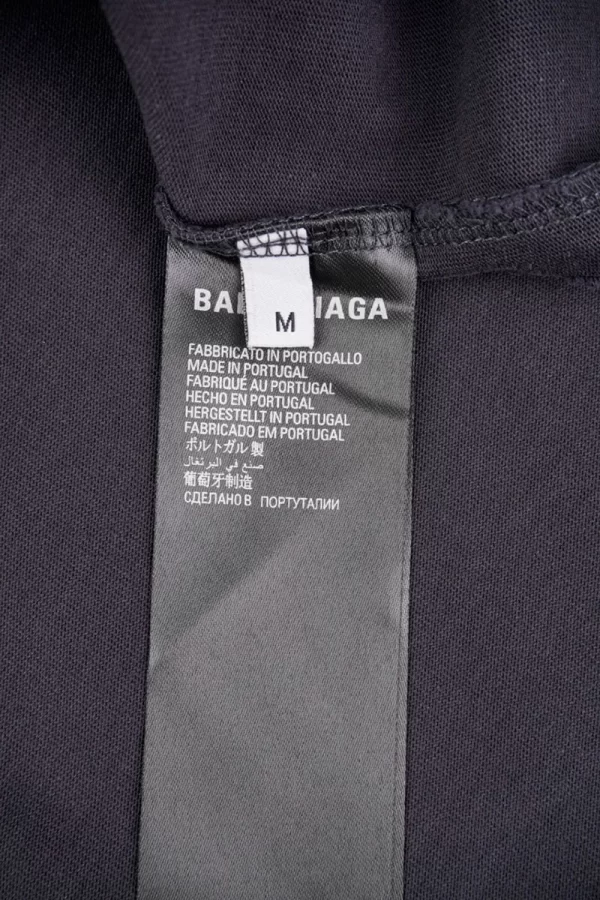 BAL IAGA
M
FABBRICATO IN PORTOGALLO
MADE IN PORTUGAL
FABRIQUÉ AU PORTUGAL
HECHO EN PORTUGAL
HERGESTELLT IN PORTUGAL
FABRICADO EM PORTUGAL
ポルトガル製
صنع في البرتغال
葡萄牙制造
СДЕЛАНО В ПОРТУТАЛИИ